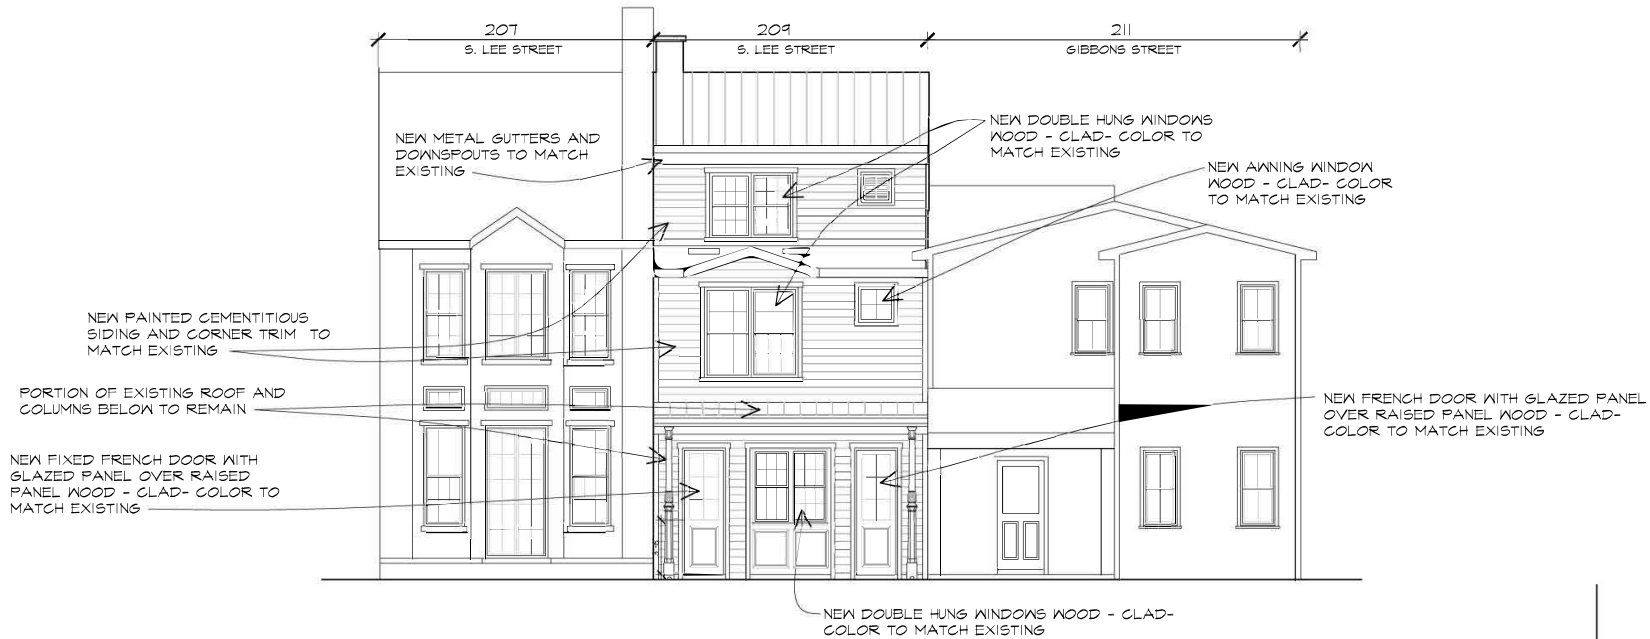 207
S. LEE STREET
209
S. LEE STREET
211
GIBBONS STREET
NEW METAL GUTTERS AND
DOWNSPOUTS TO MATCH
EXISTING
NEW DOUBLE HUNG WINDOWS
WOOD - CLAD- COLOR TO
MATCH EXISTING
NEW AWNING WINDOW
WOOD - CLAD- COLOR
TO MATCH EXISTING
NEW PAINTED CEMENTITIOUS
SIDING AND CORNER TRIM TO
MATCH EXISTING
PORTION OF EXISTING ROOF AND
COLUMNS BELOW TO REMAIN
NEW FRENCH DOOR WITH GLAZED PANEL
OVER RAISED PANEL WOOD - CLAD-
COLOR TO MATCH EXISTING
NEW FIXED FRENCH DOOR WITH
GLAZED PANEL OVER RAISED
PANEL WOOD - CLAD- COLOR TO
MATCH EXISTING
NEW DOUBLE HUNG WINDOWS WOOD - CLAD-
COLOR TO MATCH EXISTING